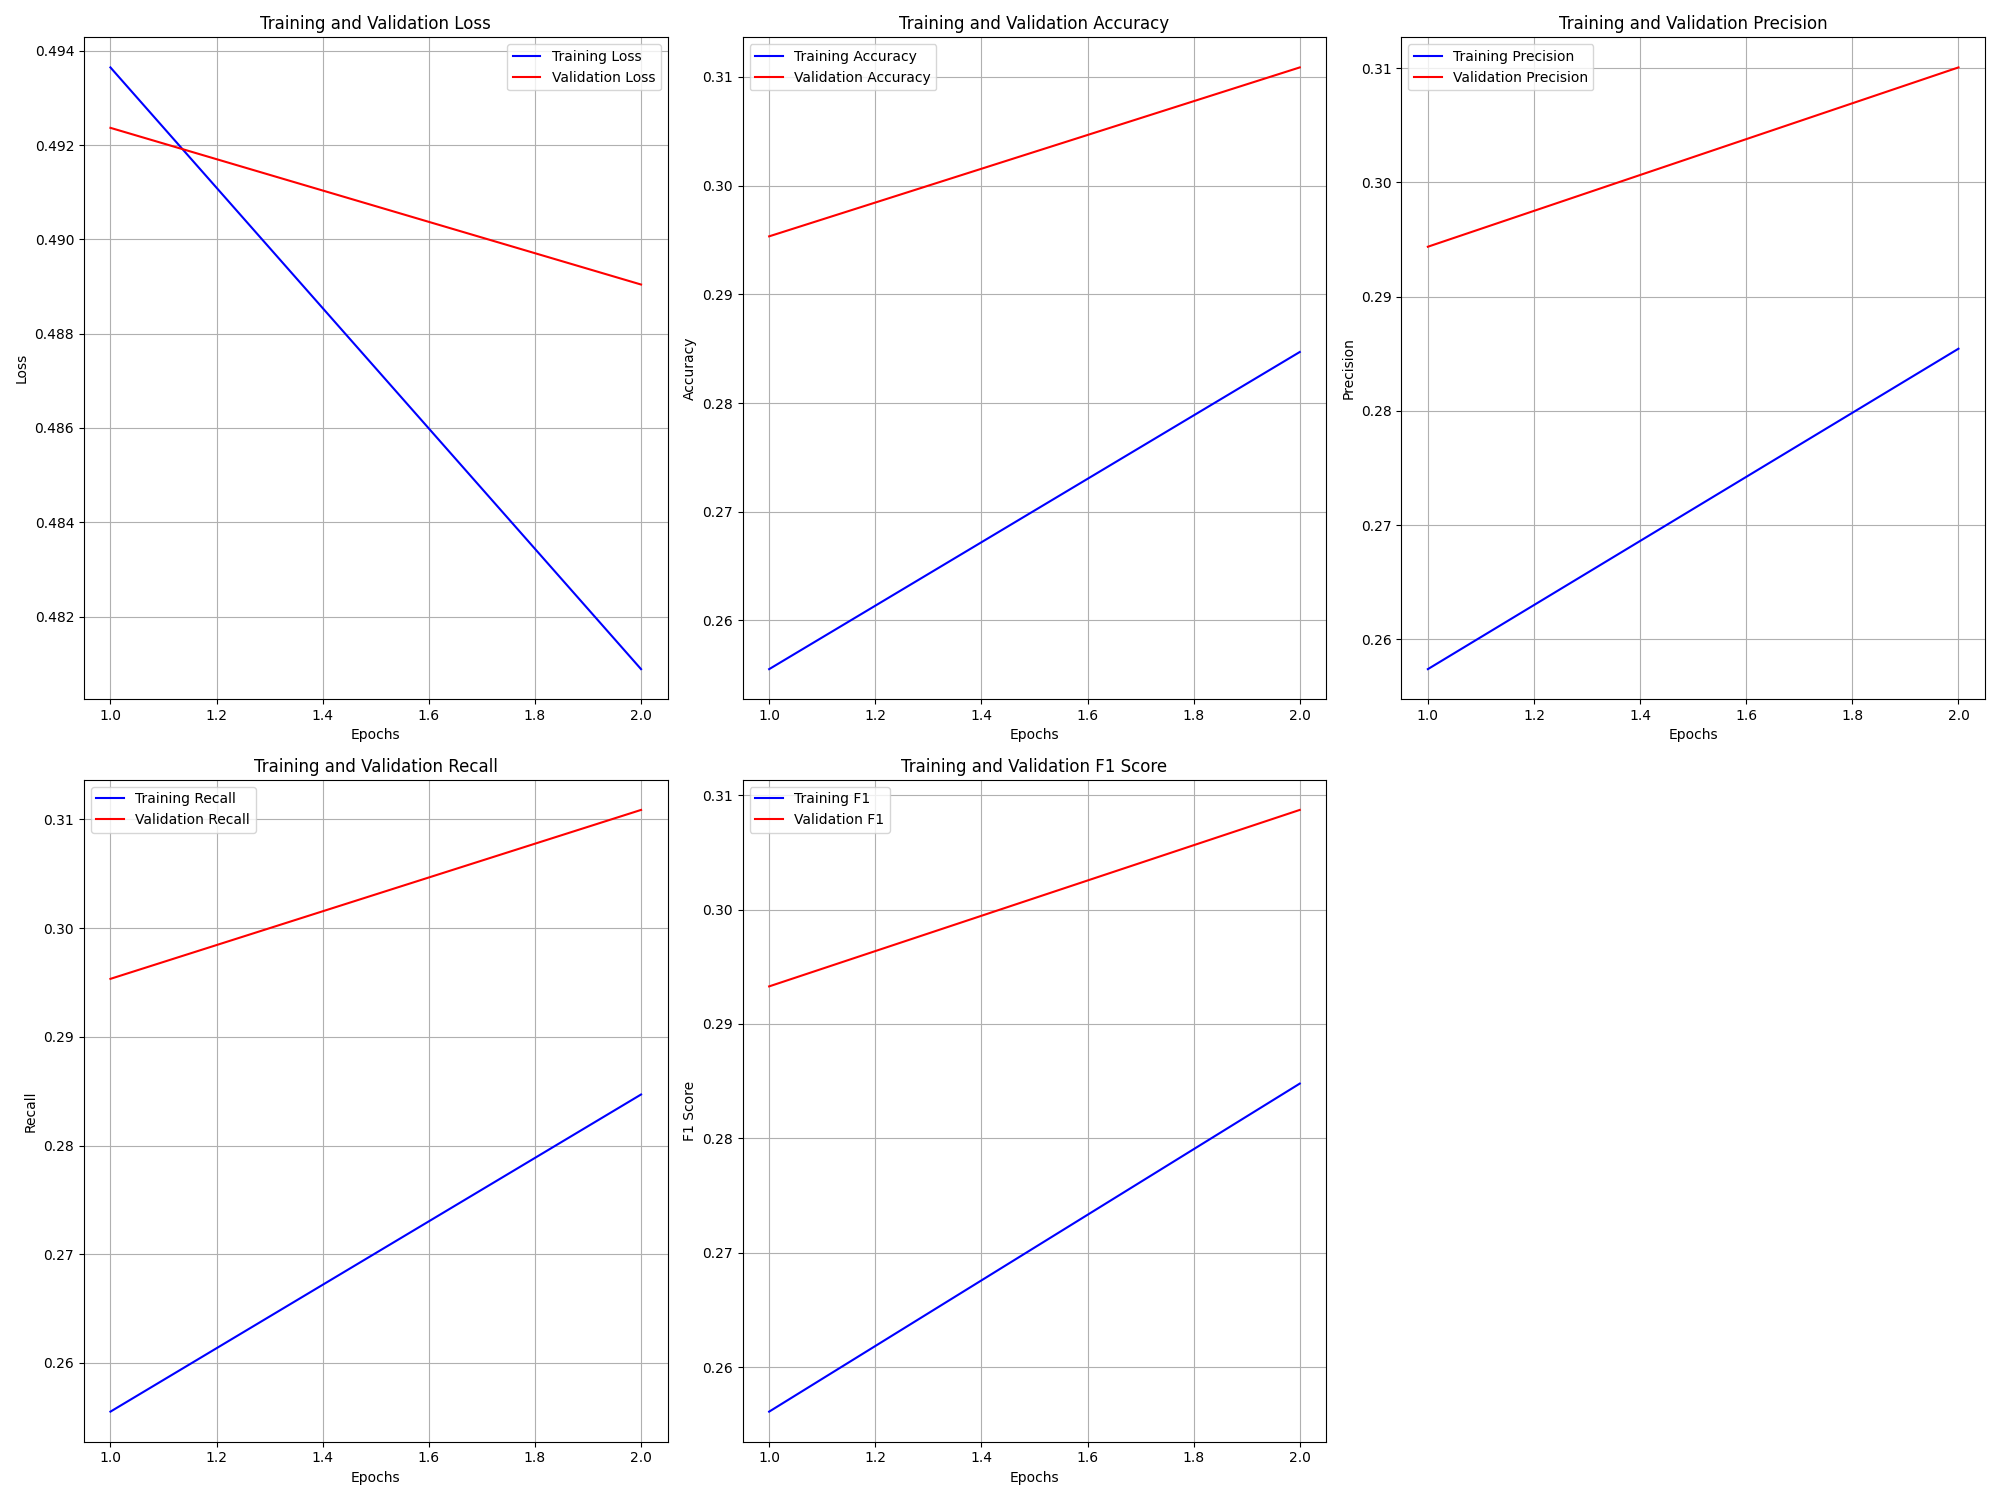 Training and Validation Loss
Training Loss
Validation Loss
0.494
0.492
0.490
0.488
0.486
0.484
0.482
Loss
1.0 1.2 1.4 1.6 1.8 2.0
Epochs
Training and Validation Accuracy
Training Accuracy
Validation Accuracy
0.31
0.30
0.29
0.28
0.27
0.26
Accuracy
1.0 1.2 1.4 1.6 1.8 2.0
Epochs
Training and Validation Precision
Training Precision
Validation Precision
0.31
0.30
0.29
0.28
0.27
0.26
Precision
1.0 1.2 1.4 1.6 1.8 2.0
Epochs
Training and Validation Recall
Training Recall
Validation Recall
0.31
0.30
0.29
0.28
0.27
0.26
Recall
1.0 1.2 1.4 1.6 1.8 2.0
Epochs
Training and Validation F1 Score
Training F1
Validation F1
0.31
0.30
0.29
0.28
0.27
0.26
F1 Score
1.0 1.2 1.4 1.6 1.8 2.0
Epochs